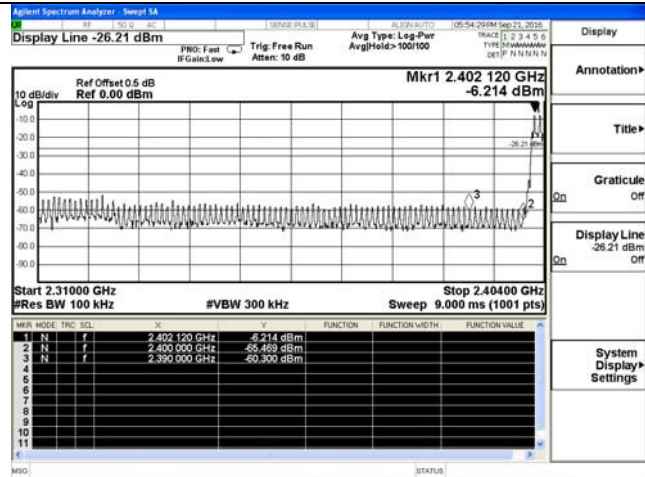 Agilent Spectrum Analyzer - Swept SA
RF 50 Ω AC SENSE:PULSE ALIGN AUTO 05:54:29 PM Sep 21, 2016
Display Line -26.21 dBm
PNO: Fast
IFGain:Low
Trig: Free Run
Atten: 10 dB
Avg Type: Log-Pwr
Avg|Hold:> 100/100
TRACE 1 2 3 4 5 6
TYPE M
DET P N N N N N
Ref Offset 0.5 dB
10 dB/div Ref 0.00 dBm
Log
Mkr1 2.402 120 GHz
-6.214 dBm
-10.0
-20.0
-26.21 dBm
-30.0
-40.0
-50.0
3
-60.0
2
-70.0
-80.0
-90.0
Start 2.31000 GHz Stop 2.40400 GHz
#Res BW 100 kHz #VBW 300 kHz Sweep 9.000 ms (1001 pts)
MKR MODE TRC SCL X Y FUNCTION FUNCTION WIDTH FUNCTION VALUE
1 N f 2.402 120 GHz -6.214 dBm
2 N f 2.400 000 GHz -65.469 dBm
3 N f 2.390 000 GHz -60.300 dBm
4
5
6
7
8
9
10
11
MSG STATUS
Display
Annotation
Title
Graticule
On Off
Display Line
-26.21 dBm
On Off
System
Display
Settings